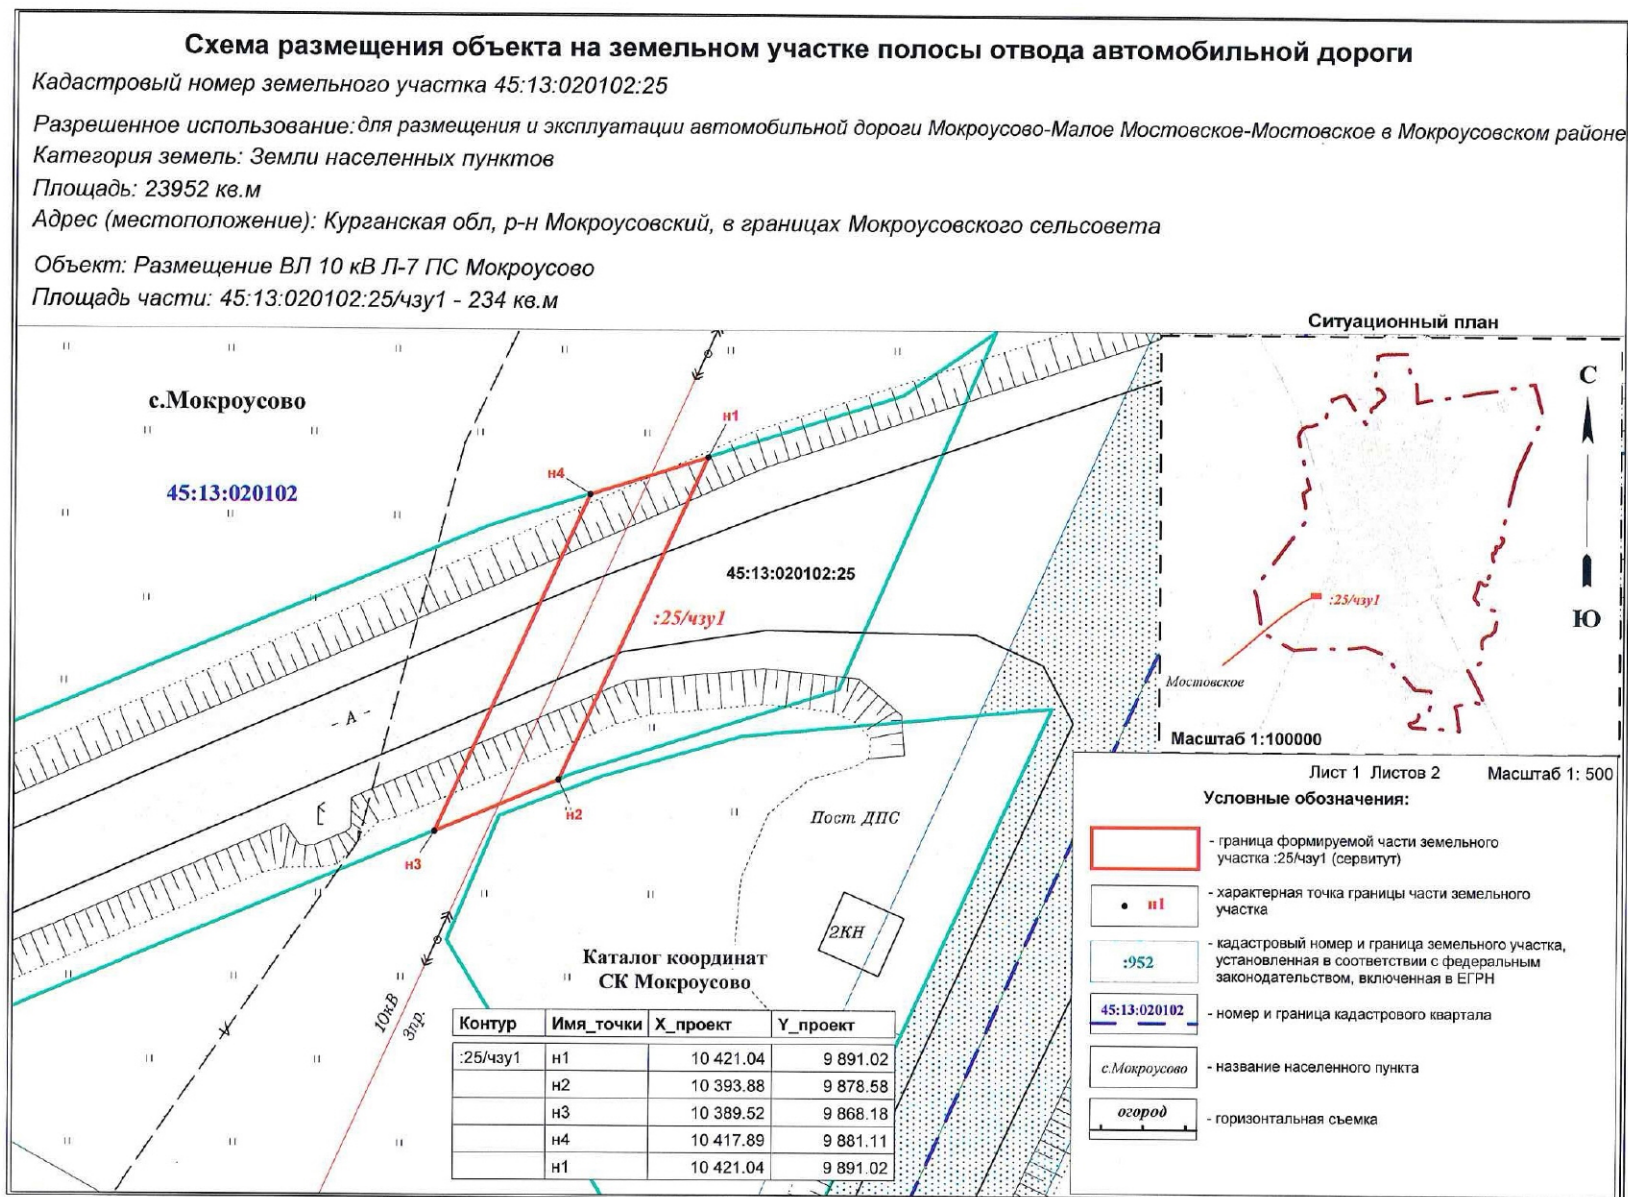 Схема размещения объекта на земельном участке полосы отвода автомобильной дороги
Кадастровый номер земельного участка 45:13:020102:25
Разрешенное использование: для размещения и эксплуатации автомобильной дороги Мокроусово-Малое Мостовское-Мостовское в Мокроусовском районе
Категория земель: Земли населенных пунктов
Площадь: 23952 кв.м
Адрес (местоположение): Курганская обл, р-н Мокроусовский, в границах Мокроусовского сельсовета
Объект: Размещение ВЛ 10 кВ Л-7 ПС Мокроусово
Площадь части: 45:13:020102:25/чзу1 - 234 кв.м
Ситуационный план
С
Ю
:25/чзу1
Мостовское
Масштаб 1:100000
с.Мокроусово
45:13:020102
н1
н4
45:13:020102:25
:25/чзу1
- А -
н2
н3
Пост ДПС
2КН
10кВ
3пр.
Каталог координат
СК Мокроусово
Контур Имя_точки X_проект Y_проект
:25/чзу1 н1 10 421.04 9 891.02
н2 10 393.88 9 878.58
н3 10 389.52 9 868.18
н4 10 417.89 9 881.11
н1 10 421.04 9 891.02
Лист 1 Листов 2 Масштаб 1: 500
Условные обозначения:
- граница формируемой части земельного
участка :25/чзу1 (сервитут)
н1 - характерная точка границы части земельного
участка
:952 - кадастровый номер и граница земельного участка,
установленная в соответствии с федеральным
законодательством, включенная в ЕГРН
45:13:020102 - номер и граница кадастрового квартала
с.Мокроусово - название населенного пункта
огород - горизонтальная съемка